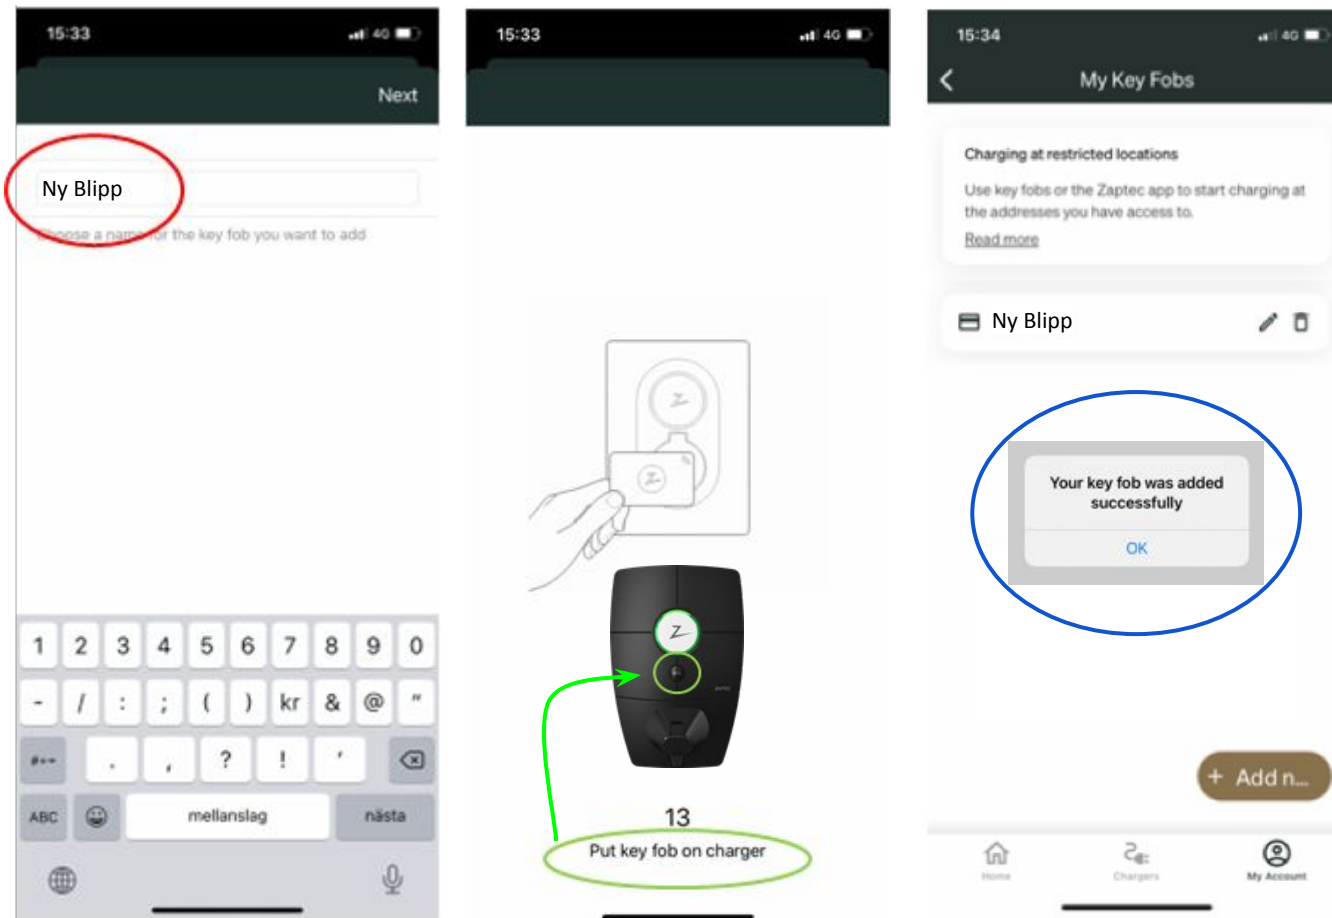 15:33
4G
Next
Ny Blipp
Choose a name for the key fob you want to add
1 2 3 4 5 6 7 8 9 0
- / : ; ( ) kr & @ "
#+= . , ? ! '
ABC mellanslag nästa
15:33
4G
Z
Z
Z
13
Put key fob on charger
15:34
4G
My Key Fobs
Charging at restricted locations
Use key fobs or the Zaptec app to start charging at
the addresses you have access to.
Read more
Ny Blipp
Your key fob was added
successfully
OK
+ Add n...
Home Chargers My Account